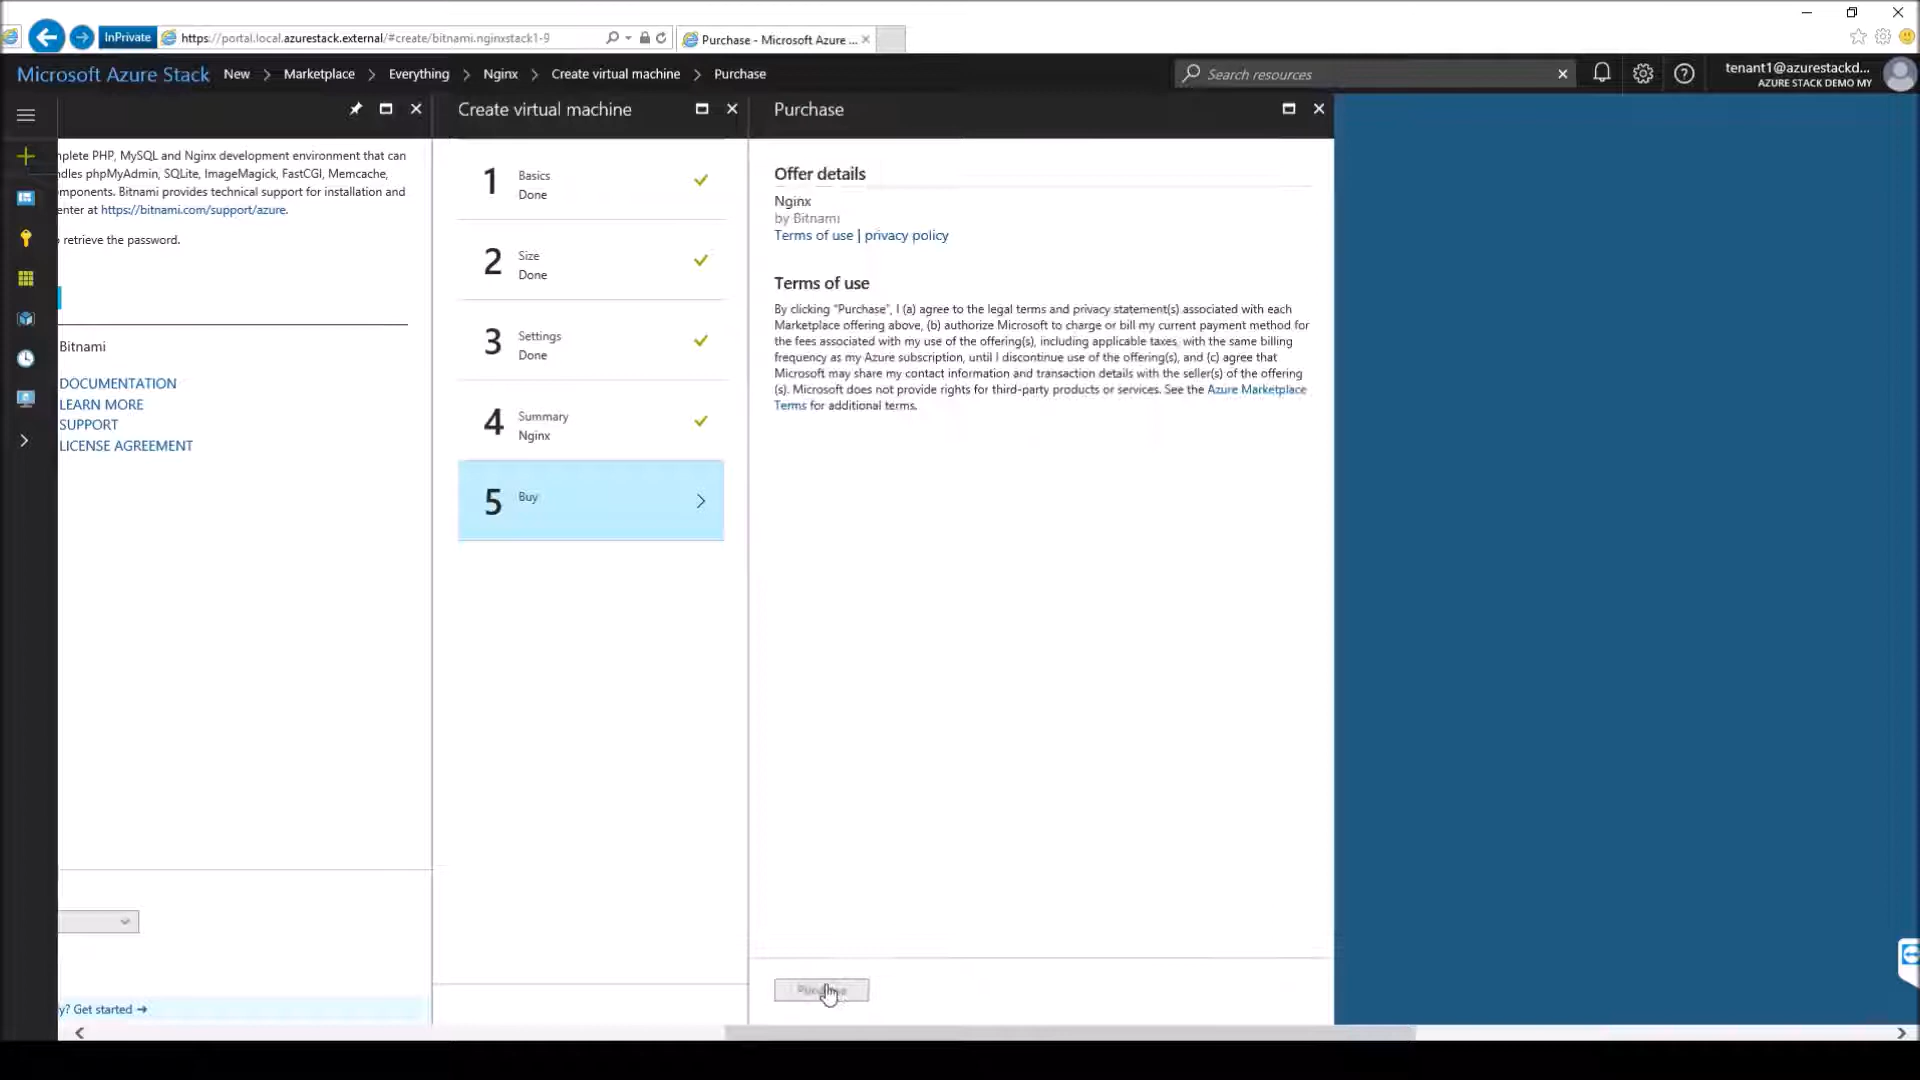 InPrivate
https://portal.local.azurestack.external/#create/bitnami.nginxstack1-9
Purchase - Microsoft Azure ...
Microsoft Azure Stack
New > Marketplace > Everything > Nginx > Create virtual machine > Purchase
Search resources
tenant1@azurestackd...
AZURE STACK DEMO MY
mplete PHP, MySQL and Nginx development environment that can
ndles phpMyAdmin, SQLite, ImageMagick, FastCGI, Memcache,
mponents. Bitnami provides technical support for installation and
enter at https://bitnami.com/support/azure.
o retrieve the password.
Bitnami
DOCUMENTATION
LEARN MORE
SUPPORT
LICENSE AGREEMENT
y? Get started →
Create virtual machine
1
Basics
Done
2
Size
Done
3
Settings
Done
4
Summary
Nginx
5
Buy
Purchase
Offer details
Nginx
by Bitnami
Terms of use | privacy policy
Terms of use
By clicking "Purchase", I (a) agree to the legal terms and privacy statement(s) associated with each
Marketplace offering above, (b) authorize Microsoft to charge or bill my current payment method for
the fees associated with my use of the offering(s), including applicable taxes, with the same billing
frequency as my Azure subscription, until I discontinue use of the offering(s), and (c) agree that
Microsoft may share my contact information and transaction details with the seller(s) of the offering
(s). Microsoft does not provide rights for third-party products or services. See the Azure Marketplace
Terms for additional terms.
Purchase